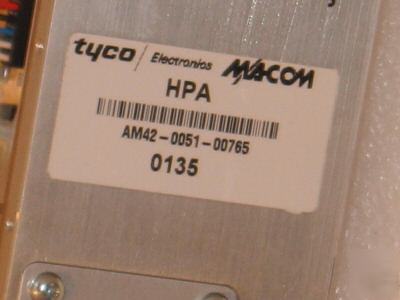 tyco / Electronics M/ACOM
HPA
AM42-0051-00765
0135